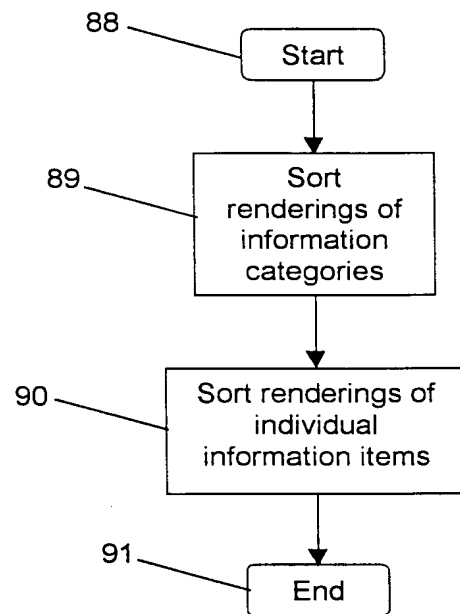 88
Start
89
Sort
renderings of
information
categories
90
Sort renderings of
individual
information items
91
End